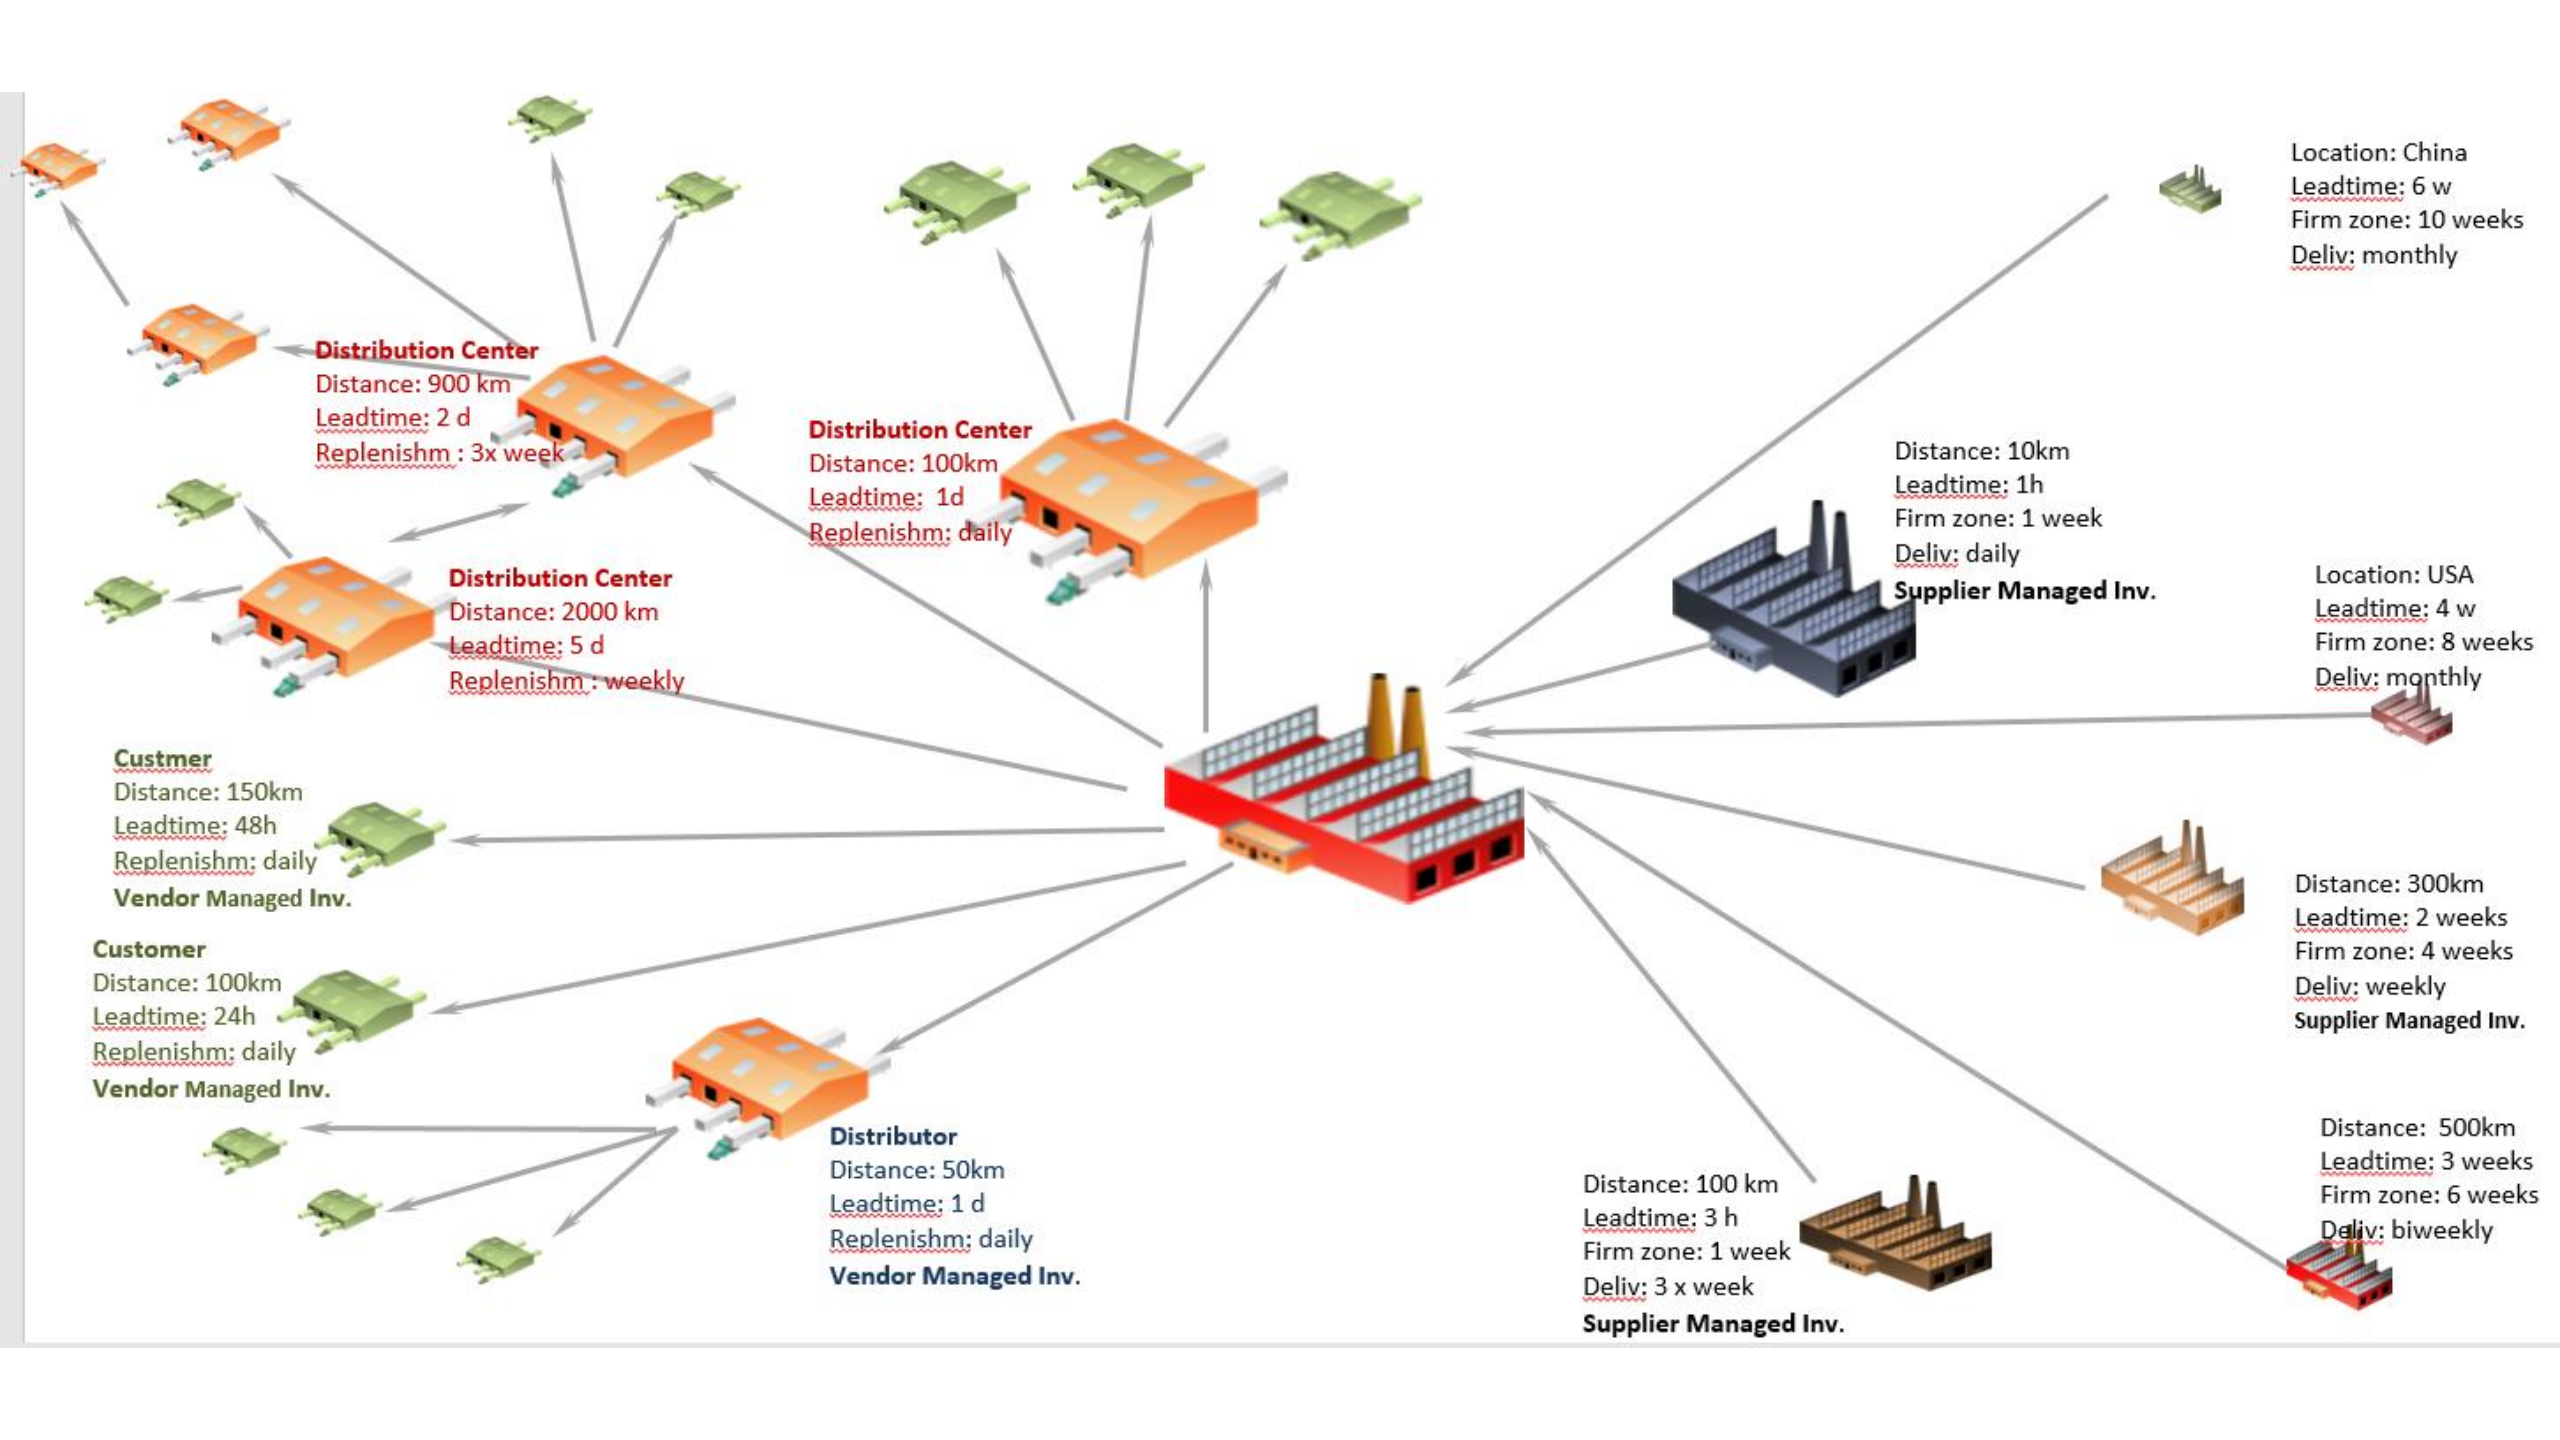 Location: China
Leadtime: 6 w
Firm zone: 10 weeks
Deliv: monthly
Distribution Center
Distance: 900 km
Leadtime: 2 d
Replenishm : 3x week
Distribution Center
Distance: 100km
Leadtime:  1d
Replenishm: daily
Distance: 10km
Leadtime: 1h
Firm zone: 1 week
Deliv: daily
Supplier Managed Inv.
Distribution Center
Distance: 2000 km
Leadtime: 5 d
Replenishm : weekly
Location: USA
Leadtime: 4 w
Firm zone: 8 weeks
Deliv: monthly
Custmer
Distance: 150km
Leadtime: 48h
Replenishm: daily
Vendor Managed Inv.
Distance: 300km
Leadtime: 2 weeks
Firm zone: 4 weeks
Deliv: weekly
Supplier Managed Inv.
Customer
Distance: 100km
Leadtime: 24h
Replenishm: daily
Vendor Managed Inv.
Distributor
Distance: 50km
Leadtime: 1 d
Replenishm: daily
Vendor Managed Inv.
Distance: 100 km
Leadtime: 3 h
Firm zone: 1 week
Deliv: 3 x week
Supplier Managed Inv.
Distance:  500km
Leadtime: 3 weeks
Firm zone: 6 weeks
Deliv: biweekly